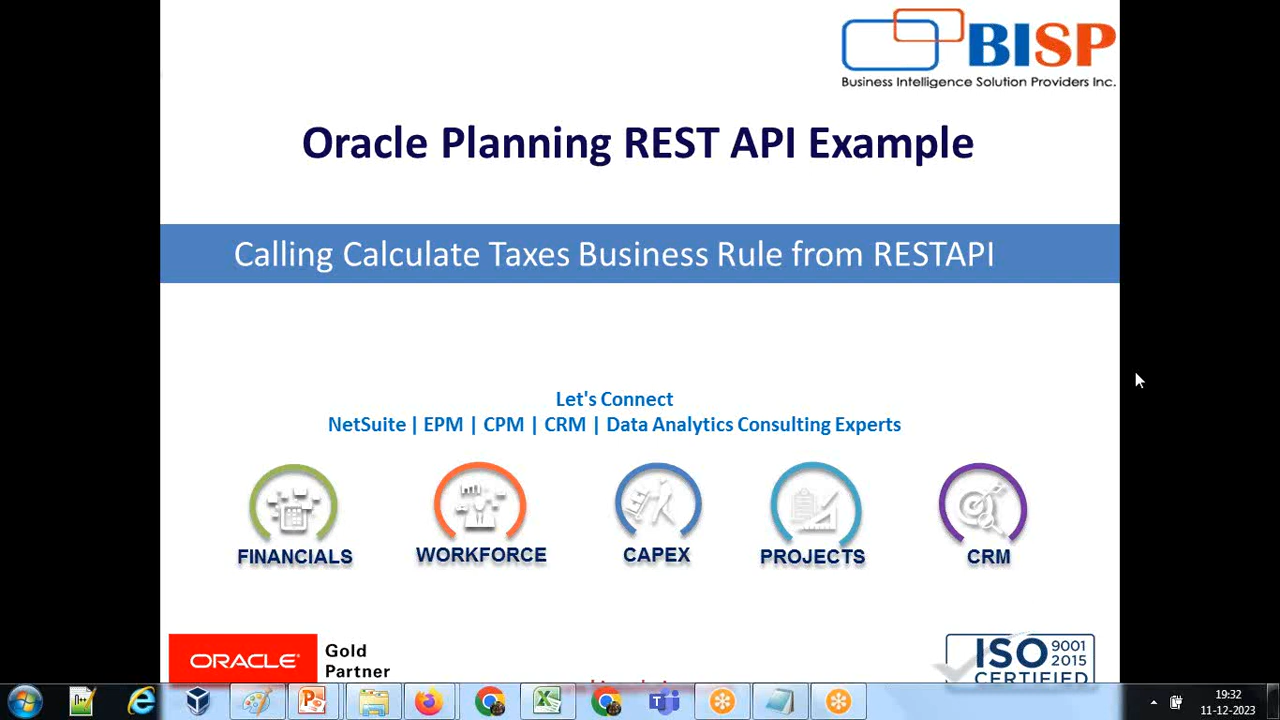 BISP
Business Intelligence Solution Providers Inc.
Oracle Planning REST API Example
Calling Calculate Taxes Business Rule from RESTAPI
Let's Connect
NetSuite | EPM | CPM | CRM | Data Analytics Consulting Experts
FINANCIALS
WORKFORCE
CAPEX
PROJECTS
CRM
ORACLE
Gold
Partner
ISO 9001
2015
CERTIFIED
19:32
11-12-2023